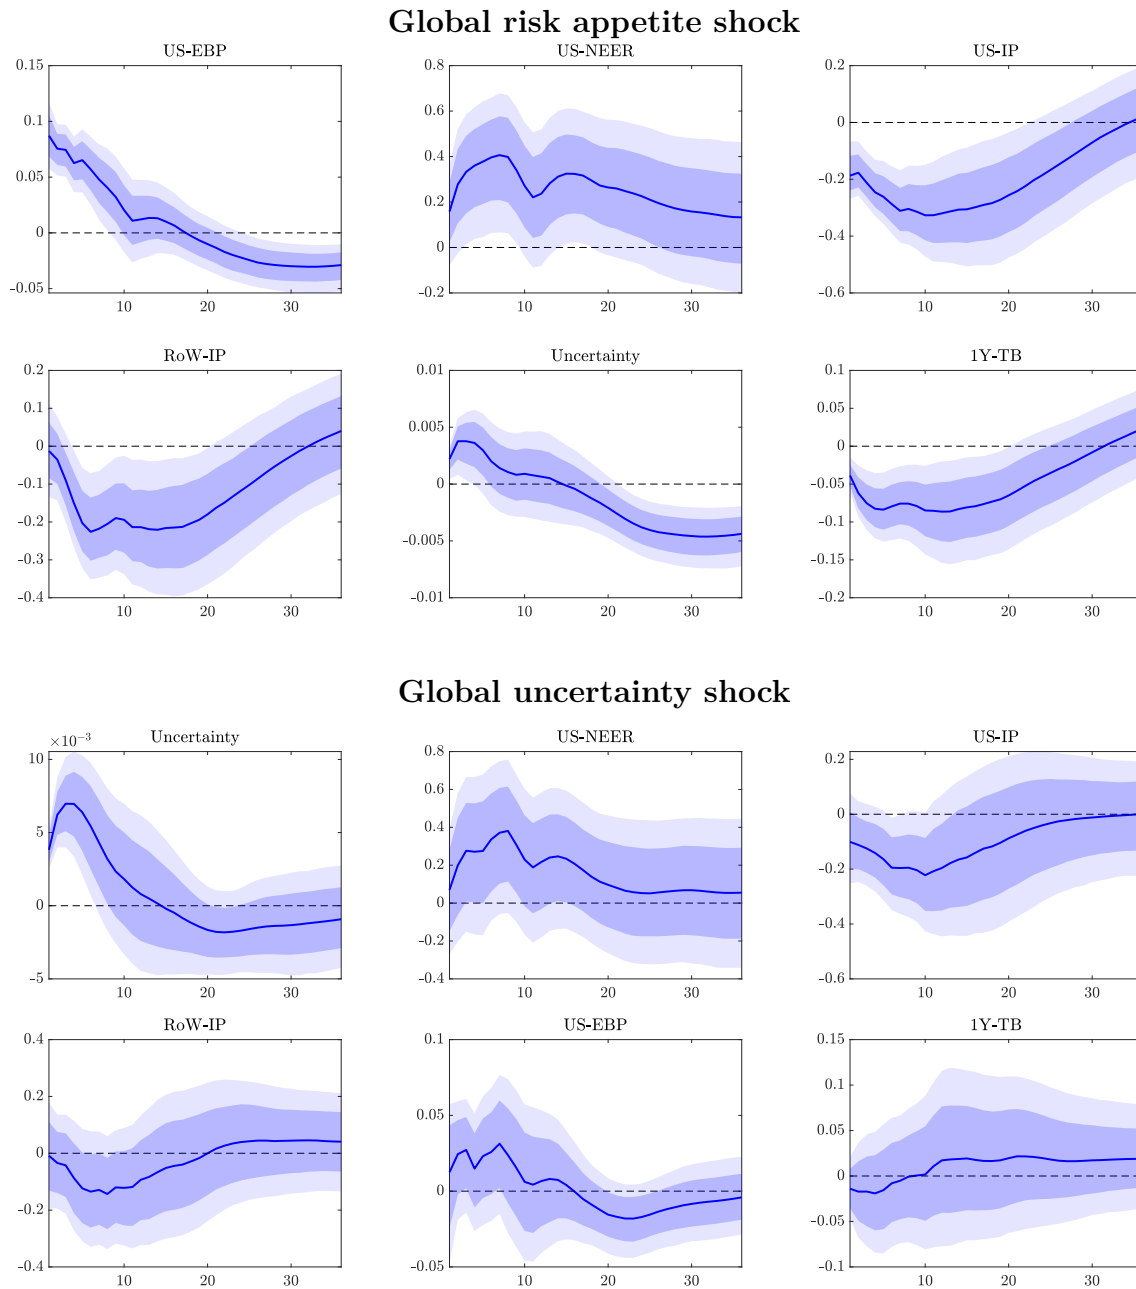 Global risk appetite shock
US-EBP
US-NEER
US-IP
0.15
0.1
0.05
0
-0.05
10 20 30
0.8
0.6
0.4
0.2
0
-0.2
10 20 30
0.2
0
-0.2
-0.4
-0.6
10 20 30
RoW-IP
Uncertainty
1Y-TB
0.2
0.1
0
-0.1
-0.2
-0.3
-0.4
10 20 30
0.01
0.005
0
-0.005
-0.01
10 20 30
0.1
0.05
0
-0.05
-0.1
-0.15
-0.2
10 20 30
Global uncertainty shock
×10⁻³
Uncertainty
US-NEER
US-IP
10
5
0
-5
10 20 30
0.8
0.6
0.4
0.2
0
-0.2
-0.4
10 20 30
0.2
0
-0.2
-0.4
-0.6
10 20 30
RoW-IP
US-EBP
1Y-TB
0.4
0.2
0
-0.2
-0.4
10 20 30
0.1
0.05
0
-0.05
10 20 30
0.15
0.1
0.05
0
-0.05
-0.1
10 20 30